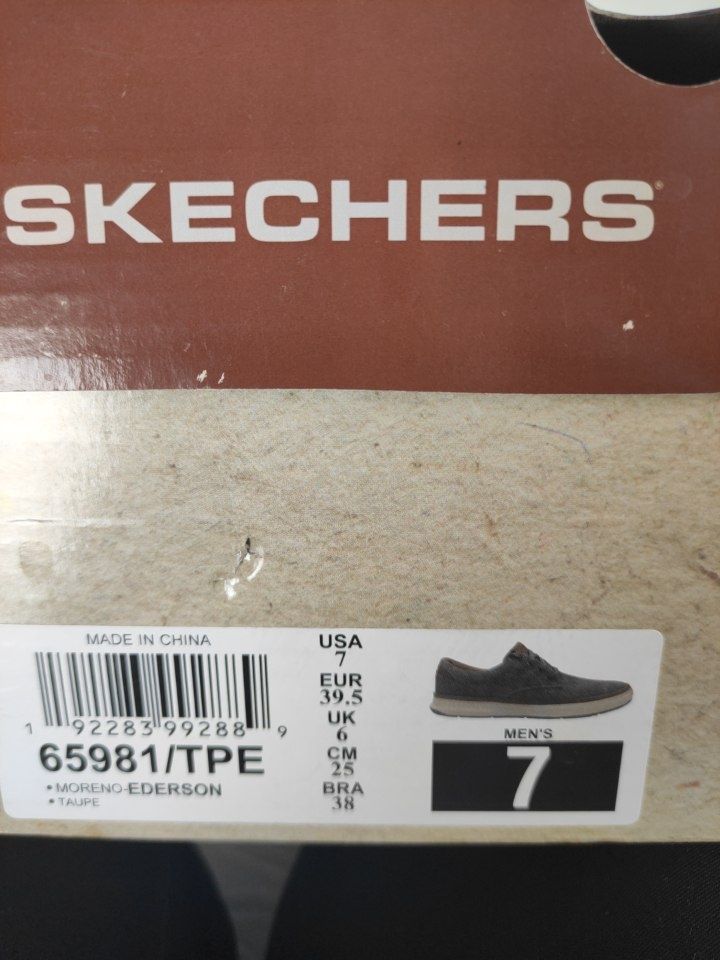 SKECHERS®
MADE IN CHINA
1 92283 99288 9
65981/TPE
• MORENO-EDERSON
• TAUPE
USA
7
EUR
39.5
UK
6
CM
25
BRA
38
MEN'S
7